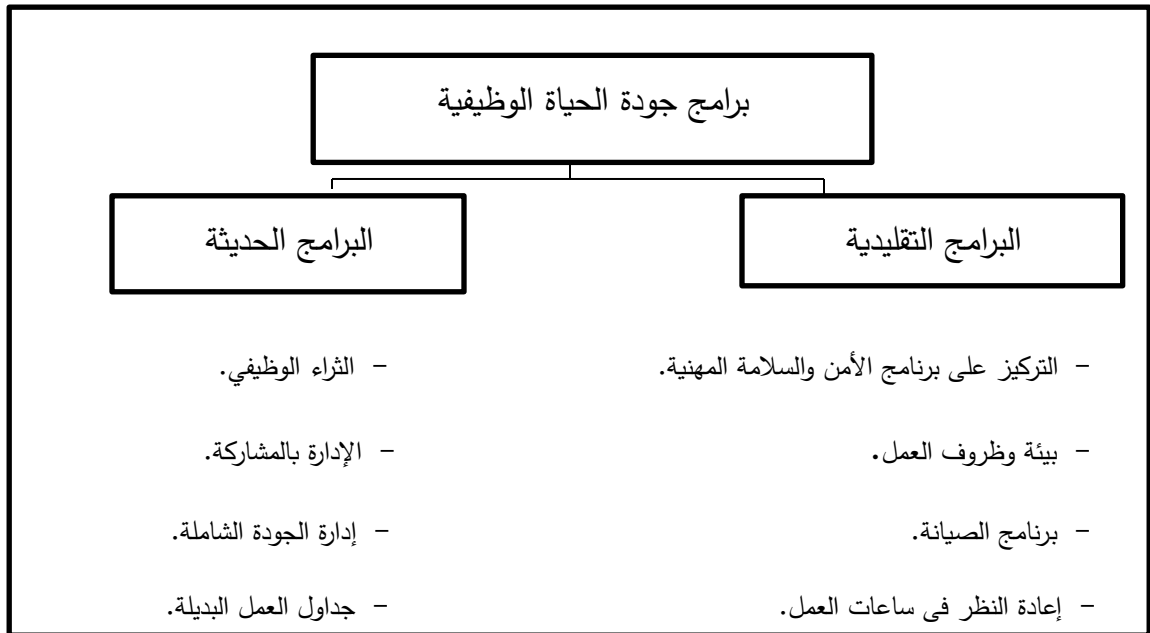 برامج جودة الحياة الوظيفية
البرامج التقليدية
البرامج الحديثة
– التركيز على برنامج الأمن والسلامة المهنية.
– الثراء الوظيفي.
– بيئة وظروف العمل.
– الإدارة بالمشاركة.
– برنامج الصيانة.
– إدارة الجودة الشاملة.
– إعادة النظر فى ساعات العمل.
– جداول العمل البديلة.